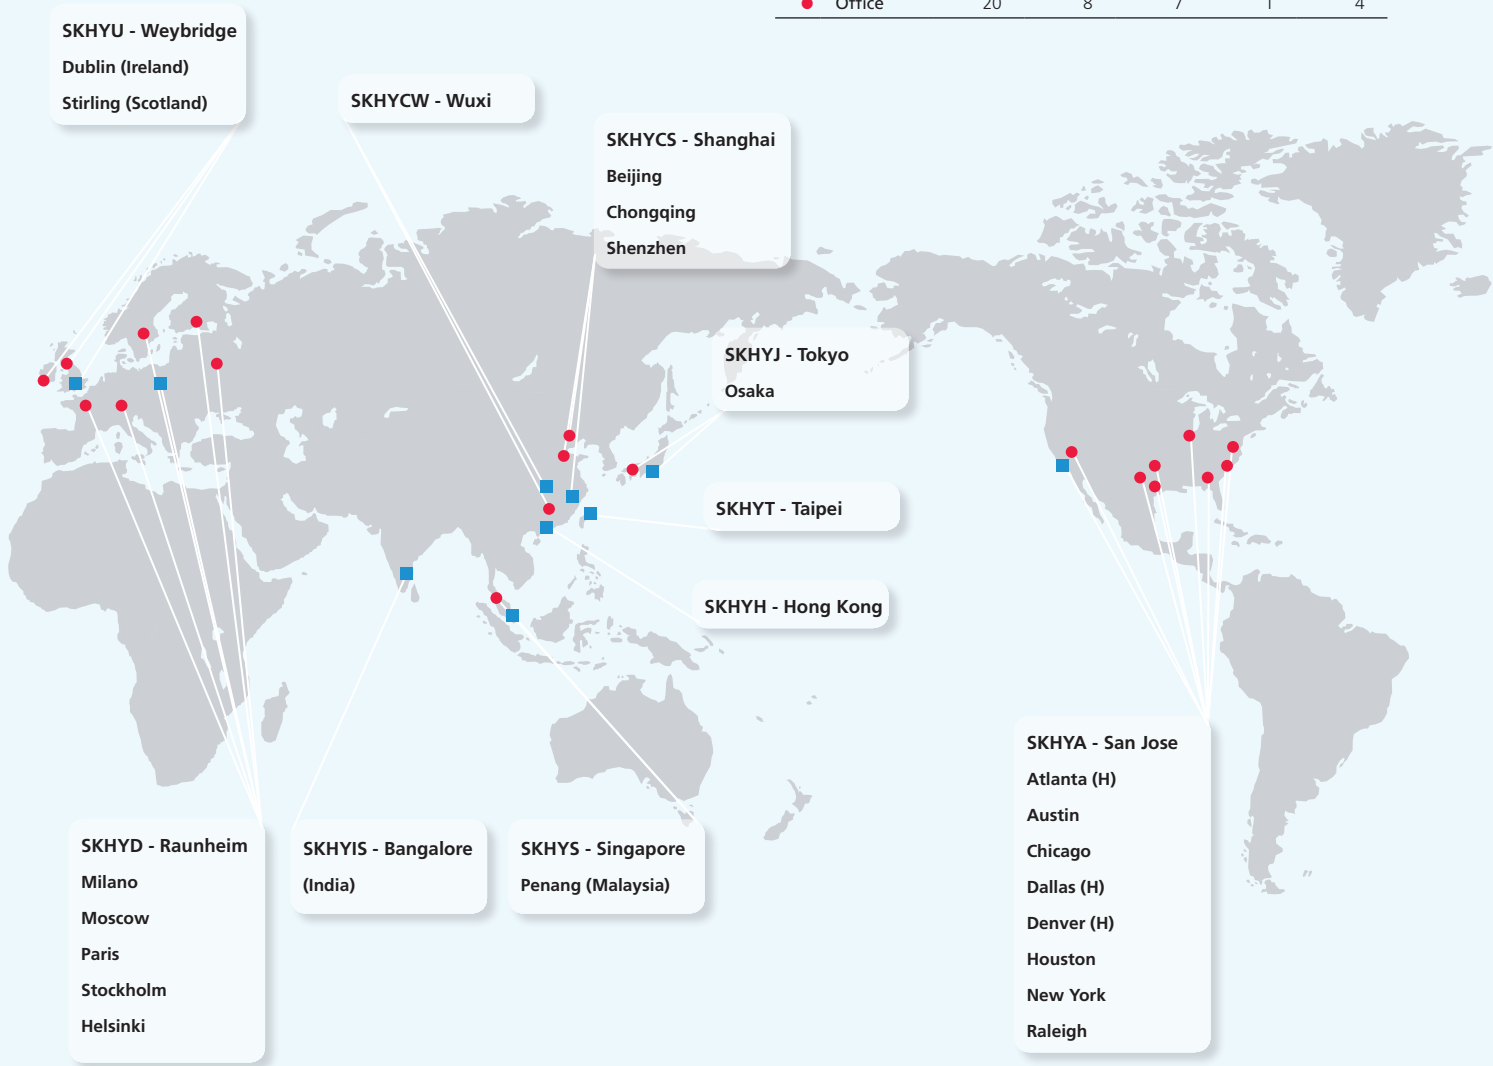 Office 20 8 7 1 4
SKHYU - Weybridge
Dublin (Ireland)
Stirling (Scotland)
SKHYCW - Wuxi
SKHYCS - Shanghai
Beijing
Chongqing
Shenzhen
SKHYJ - Tokyo
Osaka
SKHYT - Taipei
SKHYH - Hong Kong
SKHYD - Raunheim
Milano
Moscow
Paris
Stockholm
Helsinki
SKHYIS - Bangalore
(India)
SKHYS - Singapore
Penang (Malaysia)
SKHYA - San Jose
Atlanta (H)
Austin
Chicago
Dallas (H)
Denver (H)
Houston
New York
Raleigh